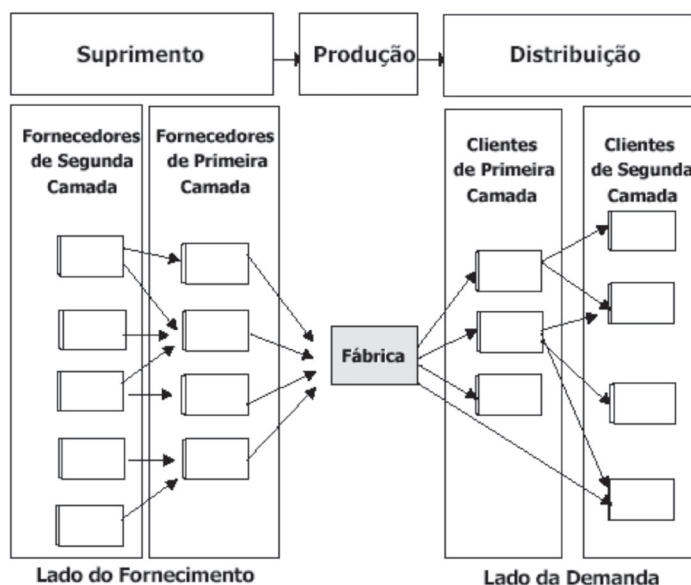 Suprimento
Produção
Distribuição
Fornecedores
de Segunda
Camada
Fornecedores
de Primeira
Camada
Clientes
de Primeira
Camada
Clientes
de Segunda
Camada
Fábrica
Lado do Fornecimento
Lado da Demanda